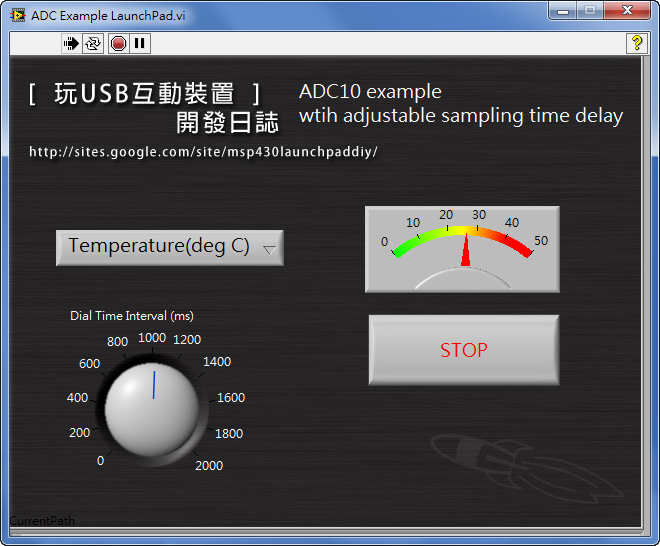 ADC Example LaunchPad.vi
[ 玩USB互動裝置 ]
開發日誌
http://sites.google.com/site/msp430launchpaddiy/
ADC10 example
wtih adjustable sampling time delay
Temperature(deg C)
0 10 20 30 40 50
Dial Time Interval (ms)
0 200 400 600 800 1000 1200 1400 1600 1800 2000
STOP
CurrentPath